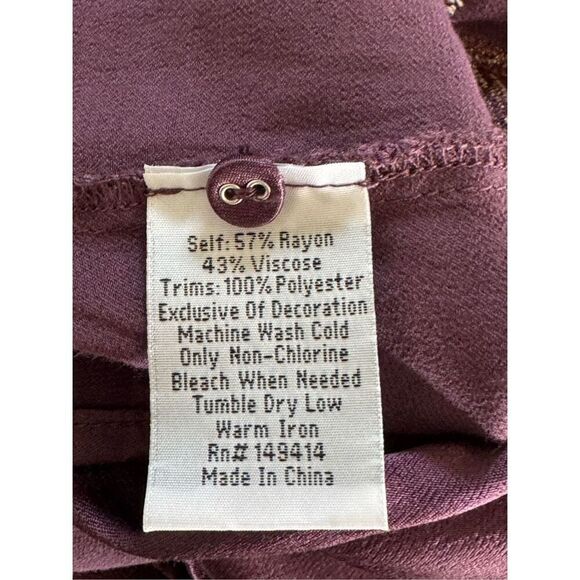 Self: 57% Rayon
43% Viscose
Trims: 100% Polyester
Exclusive Of Decoration
Machine Wash Cold
Only Non-Chlorine
Bleach When Needed
Tumble Dry Low
Warm Iron
Rn# 149414
Made In China